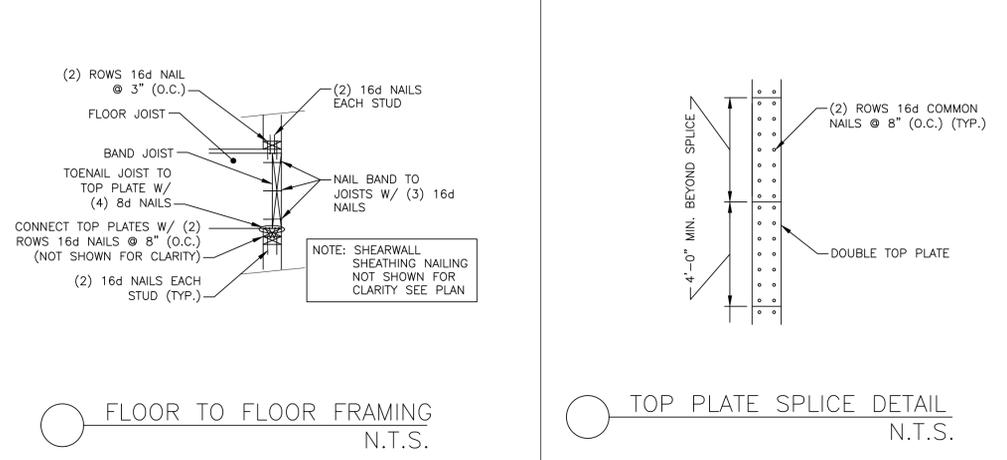 (2) ROWS 16d NAIL
@ 3" (O.C.)
FLOOR JOIST
BAND JOIST
TOENAIL JOIST TO
TOP PLATE W/
(4) 8d NAILS
CONNECT TOP PLATES W/ (2)
ROWS 16d NAILS @ 8" (O.C.)
(NOT SHOWN FOR CLARITY)
(2) 16d NAILS EACH
STUD (TYP.)
(2) 16d NAILS
EACH STUD
NAIL BAND TO
JOISTS W/ (3) 16d
NAILS
NOTE: SHEARWALL
SHEATHING NAILING
NOT SHOWN FOR
CLARITY SEE PLAN
FLOOR TO FLOOR FRAMING
N.T.S.
4'-0" MIN. BEYOND SPLICE
(2) ROWS 16d COMMON
NAILS @ 8" (O.C.) (TYP.)
DOUBLE TOP PLATE
TOP PLATE SPLICE DETAIL
N.T.S.